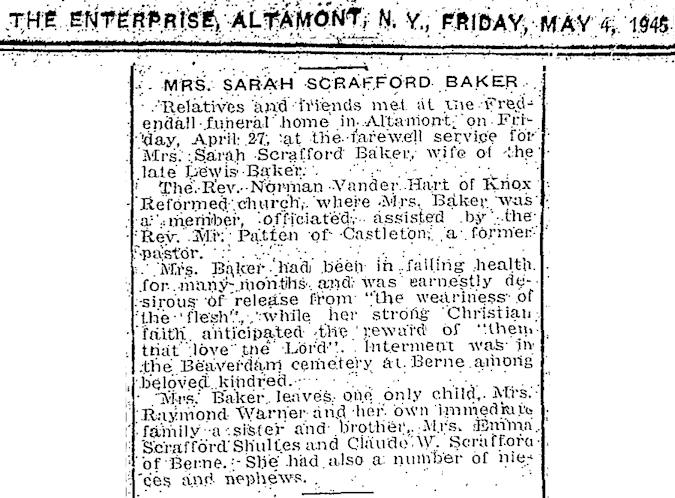 THE ENTERPRISE, ALTAMONT, N. Y., FRIDAY, MAY 4, 1945
MRS. SARAH SCRAFFORD BAKER
Relatives and friends met at the Fred-
endall funeral home in Altamont, on Fri-
day, April 27, at the farewell service for
Mrs. Sarah Scrafford Baker, wife of the
late Lewis Baker.
The Rev. Norman Vander Hart of Knox
Reformed church, where Mrs. Baker was
a member, officiated, assisted by the
Rev. Mr. Patten of Castleton, a former
pastor.
Mrs. Baker had been in failing health
for many months and was earnestly de-
sirous of release from "the weariness of
the flesh", while her strong Christian
faith anticipated the reward of "them
that love the Lord". Interment was in
the Beaverdam cemetery at Berne among
beloved kindred.
Mrs. Baker leaves one only child, Mrs.
Raymond Warner and her own immediate
family a sister and brother, Mrs. Emma
Scrafford Shultes and Claude W. Scrafford
of Berne. She had also a number of nie-
ces and nephews.